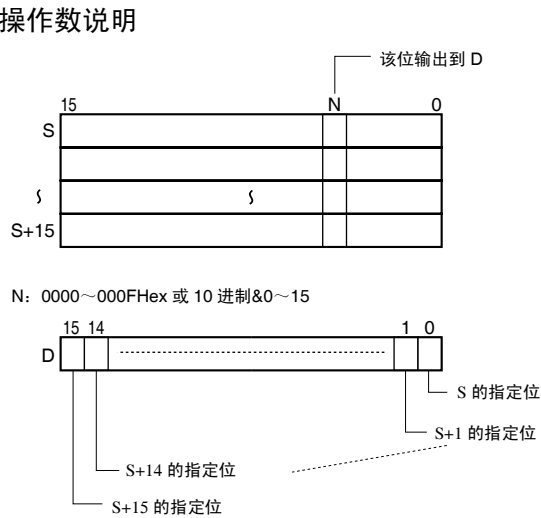 操作数说明
该位输出到 D
15 N 0
S
S+15
N：0000～000FHex 或 10 进制&0～15
15 14 1 0
D
S 的指定位
S+1 的指定位
S+14 的指定位
S+15 的指定位